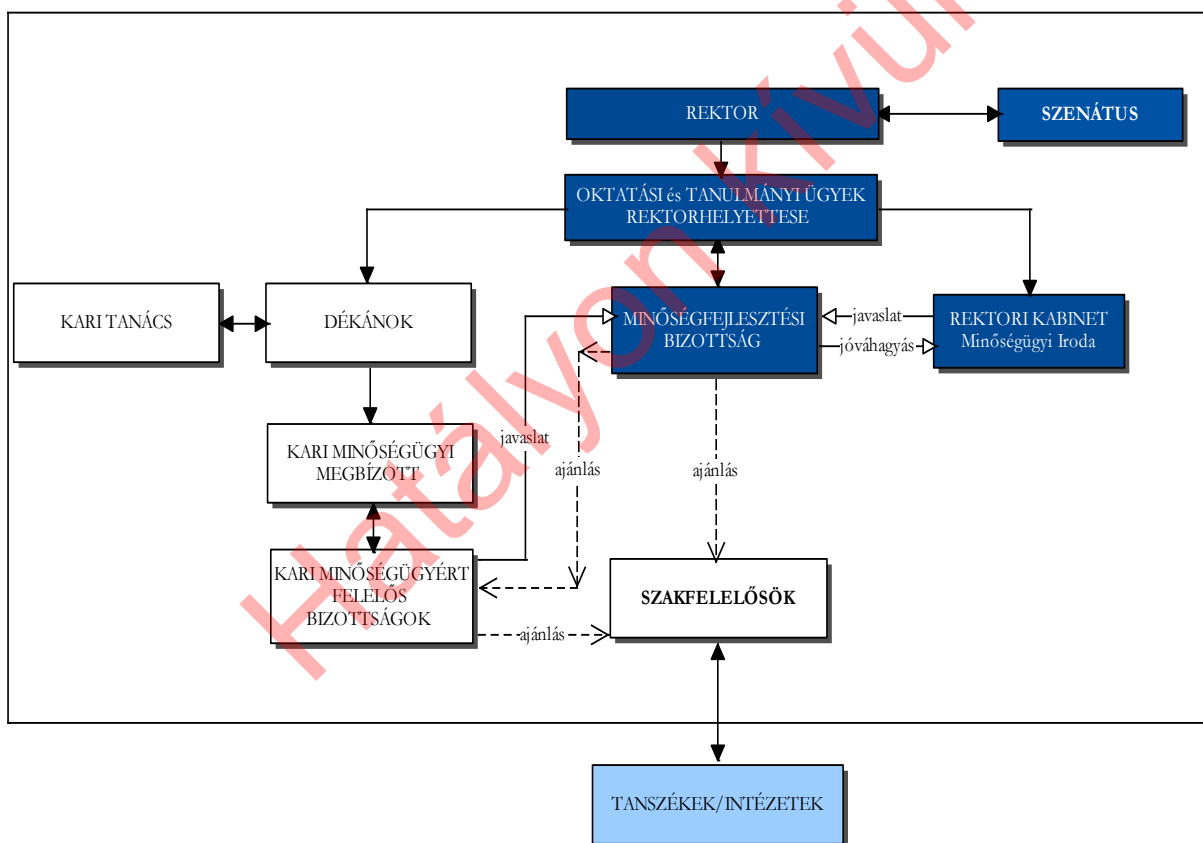 REKTOR
SZENÁTUS
OKTATÁSI és TANULMÁNYI ÜGYEK
REKTORHELYETTESE
KARI TANÁCS
DÉKÁNOK
MINŐSÉGFEJLESZTÉSI
BIZOTTSÁG
javaslat
jóváhagyás
REKTORI KABINET
Minőségügyi Iroda
KARI MINŐSÉGÜGYI
MEGBÍZOTT
javaslat
ajánlás
ajánlás
KARI MINŐSÉGÜGYÉRT
FELELŐS
BIZOTTSÁGOK
ajánlás
SZAKFELELŐSÖK
TANSZÉKEK/INTÉZETEK
Hatályon kívül